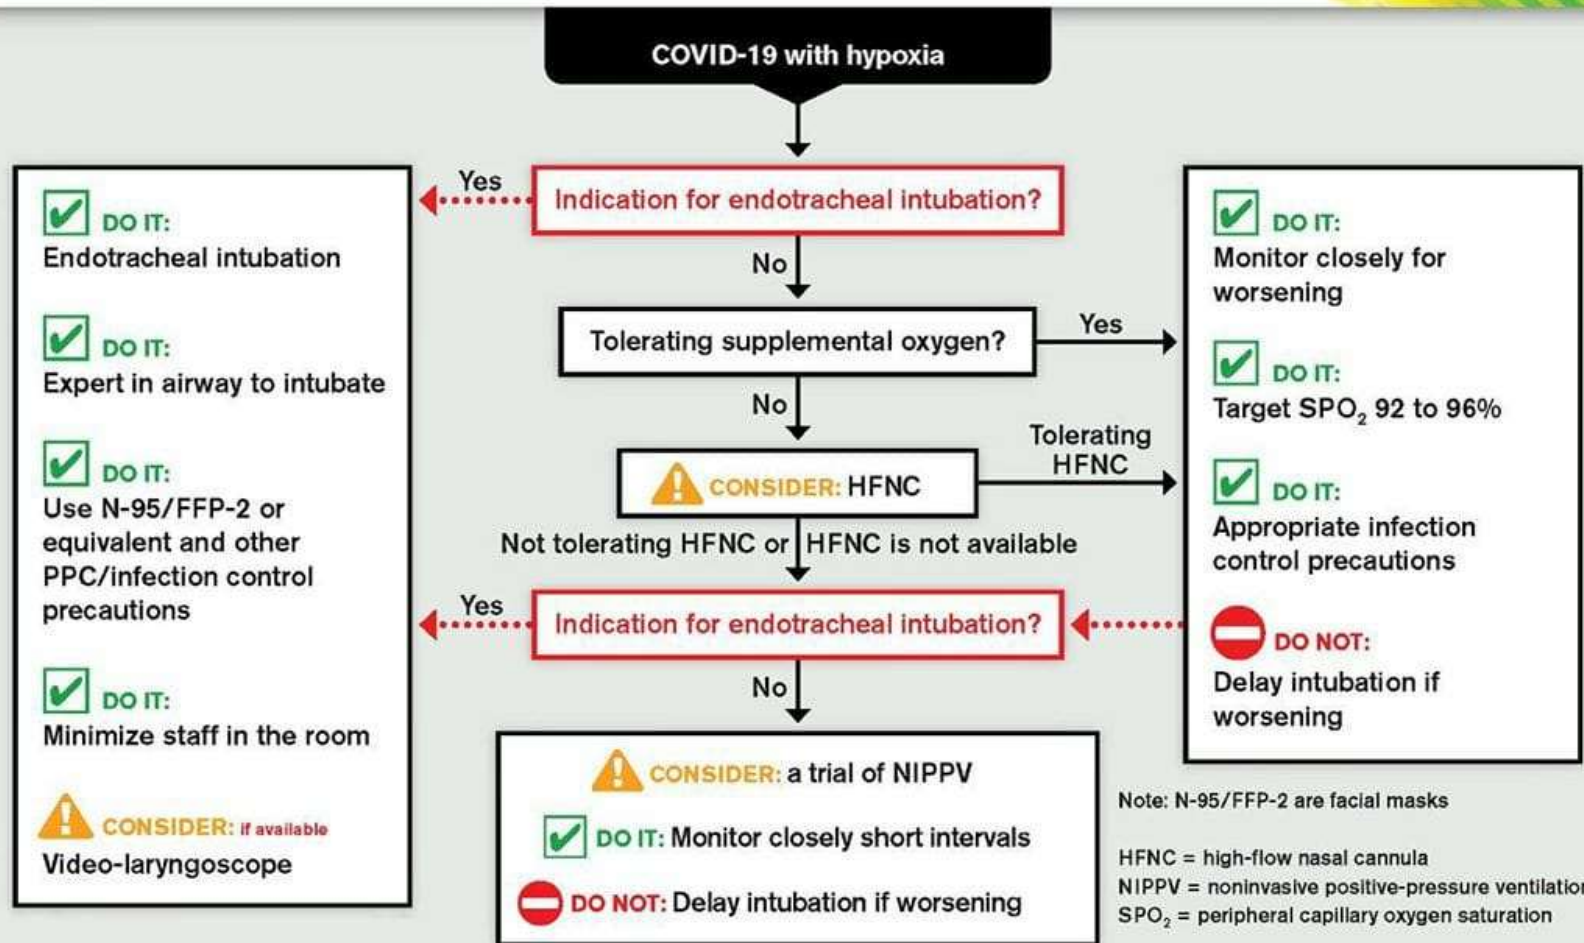 COVID-19 with hypoxia
Indication for endotracheal intubation?
Yes
No
Tolerating supplemental oxygen?
Yes
No
CONSIDER: HFNC
Tolerating
HFNC
Not tolerating HFNC or HFNC is not available
Indication for endotracheal intubation?
Yes
No
CONSIDER: a trial of NIPPV
DO IT: Monitor closely short intervals
DO NOT: Delay intubation if worsening
DO IT:
Endotracheal intubation
DO IT:
Expert in airway to intubate
DO IT:
Use N-95/FFP-2 or
equivalent and other
PPC/infection control
precautions
DO IT:
Minimize staff in the room
CONSIDER: if available
Video-laryngoscope
DO IT:
Monitor closely for
worsening
DO IT:
Target SPO₂ 92 to 96%
DO IT:
Appropriate infection
control precautions
DO NOT:
Delay intubation if
worsening
Note: N-95/FFP-2 are facial masks
HFNC = high-flow nasal cannula
NIPPV = noninvasive positive-pressure ventilation
SPO₂ = peripheral capillary oxygen saturation